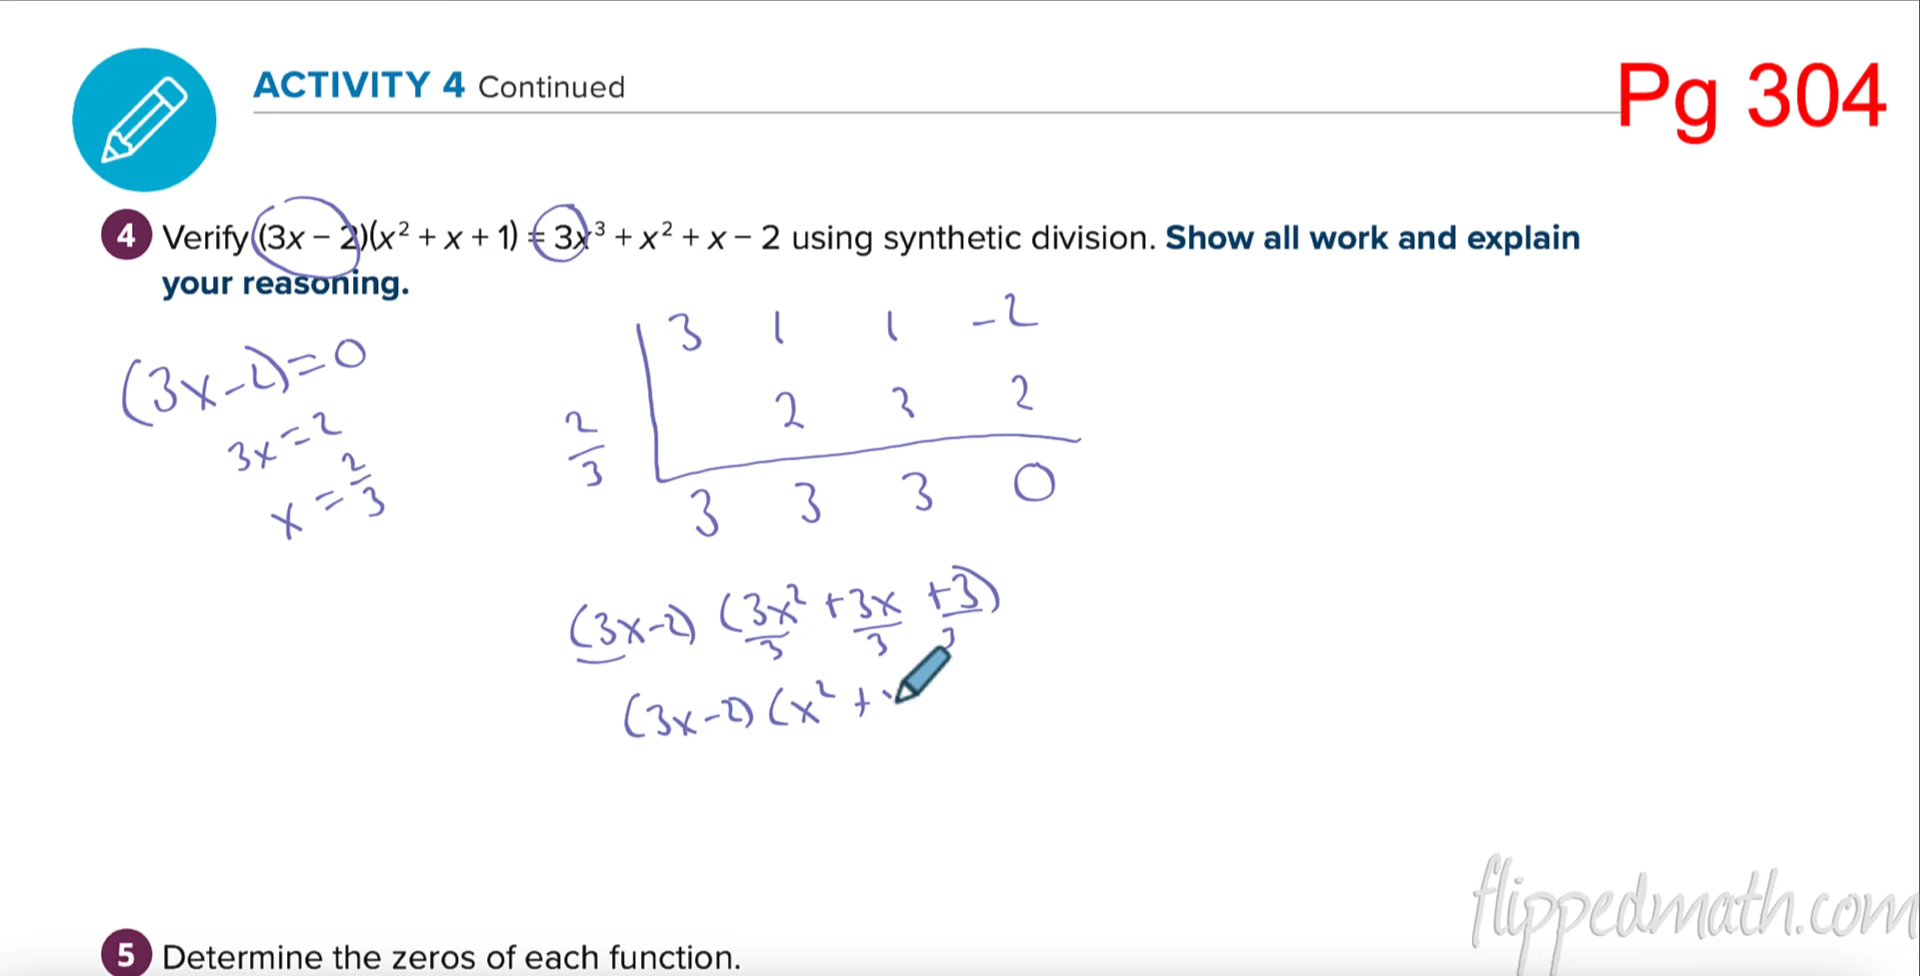 ACTIVITY 4 Continued
Pg 304
4 Verify (3x – 2)(x² + x + 1) = 3x³ + x² + x – 2 using synthetic division. Show all work and explain
your reasoning.
(3x-2)=0
3x=2
x=2/3
3 1 1 -2
2 2 2
2/3
3 3 3 0
(3x-2) (3x²/3 +3x/3 +3/3)
(3x-2) (x² +
flippedmath.com
5 Determine the zeros of each function.